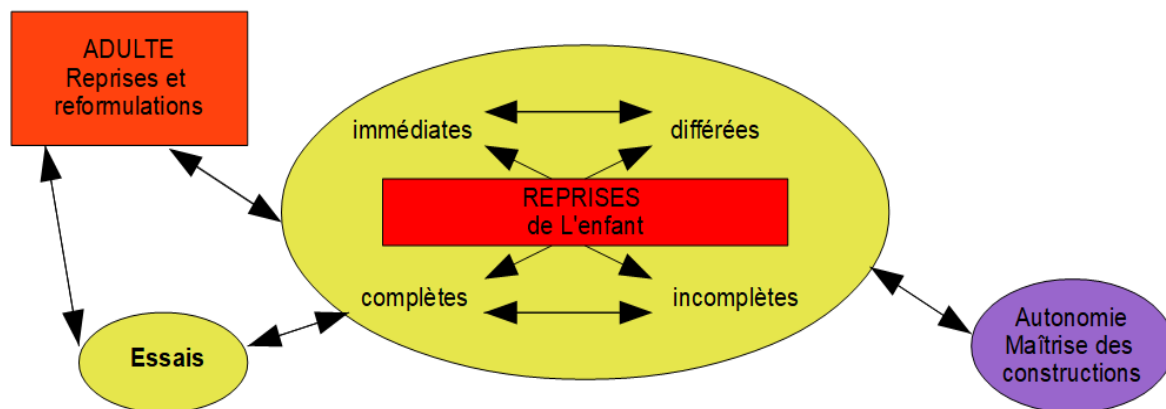 ADULTE
Reprises et
reformulations
immédiates
différées
REPRISES
de L'enfant
complètes
incomplètes
Essais
Autonomie
Maîtrise des
constructions